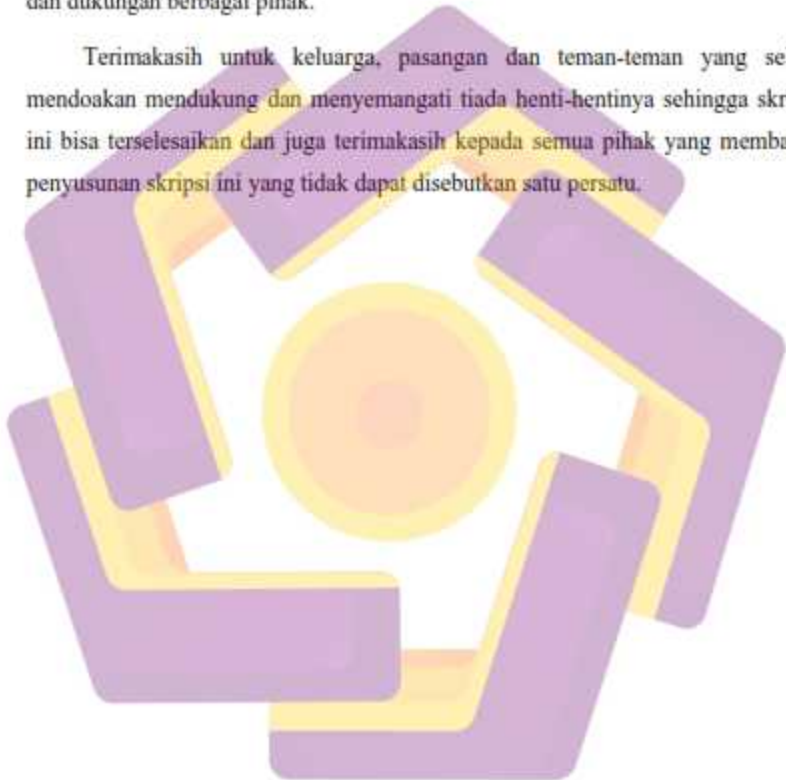 dan dukungan berbagai pihak.
Terimakasih untuk keluarga, pasangan dan teman-teman yang se
mendoakan mendukung dan menyemangati tiada henti-hentinya sehingga skr
ini bisa terselesaikan dan juga terimakasih kepada semua pihak yang memba
penyusunan skripsi ini yang tidak dapat disebutkan satu persatu.